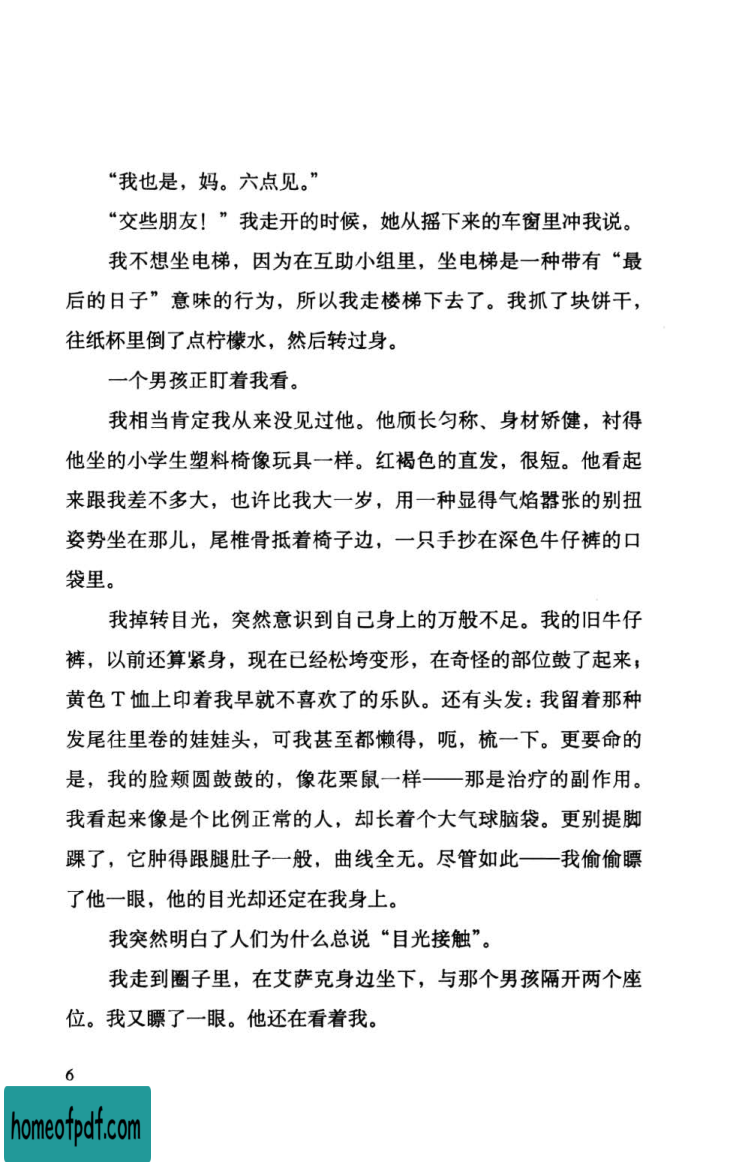 “我也是，妈。六点见。”
“交些朋友！”我走开的时候，她从摇下来的车窗里冲我说。
我不想坐电梯，因为在互助小组里，坐电梯是一种带有“最
后的日子”意味的行为，所以我走楼梯下去了。我抓了块饼干，
往纸杯里倒了点柠檬水，然后转过身。
一个男孩正盯着我看。
我相当肯定我从来没见过他。他颀长匀称、身材矫健，衬得
他坐的小学生塑料椅像玩具一样。红褐色的直发，很短。他看起
来跟我差不多大，也许比我大一岁，用一种显得气焰嚣张的别扭
姿势坐在那儿，尾椎骨抵着椅子边，一只手抄在深色牛仔裤的口
袋里。
我掉转目光，突然意识到自己身上的万般不足。我的旧牛仔
裤，以前还算紧身，现在已经松垮变形，在奇怪的部位鼓了起来；
黄色T恤上印着我早就不喜欢了的乐队。还有头发：我留着那种
发尾往里卷的娃娃头，可我甚至都懒得，呃，梳一下。更要命的
是，我的脸颊圆鼓鼓的，像花栗鼠一样——那是治疗的副作用。
我看起来像是个比例正常的人，却长着个大气球脑袋。更别提脚
踝了，它肿得跟腿肚子一般，曲线全无。尽管如此——我偷偷瞟
了他一眼，他的目光却还定在我身上。
我突然明白了人们为什么总说“目光接触”。
我走到圈子里，在艾萨克身边坐下，与那个男孩隔开两个座
位。我又瞟了一眼。他还在看着我。
6
homeofpdf.com